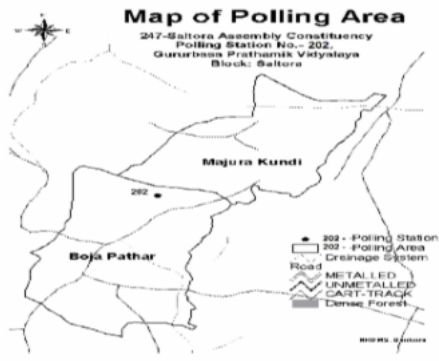 Map of Polling Area
247-Saltora Assembly Constituency
Polling Station No.- 202,
Gururbasa Prathamik Vidyalaya
Block: Saltora
W E
Majura Kundi
202
Boja Pathar
202 - Polling Station
202 - Polling Area
Drainage System
Road
METALLED
UNMETALLED
CART-TRACK
Dense Forest